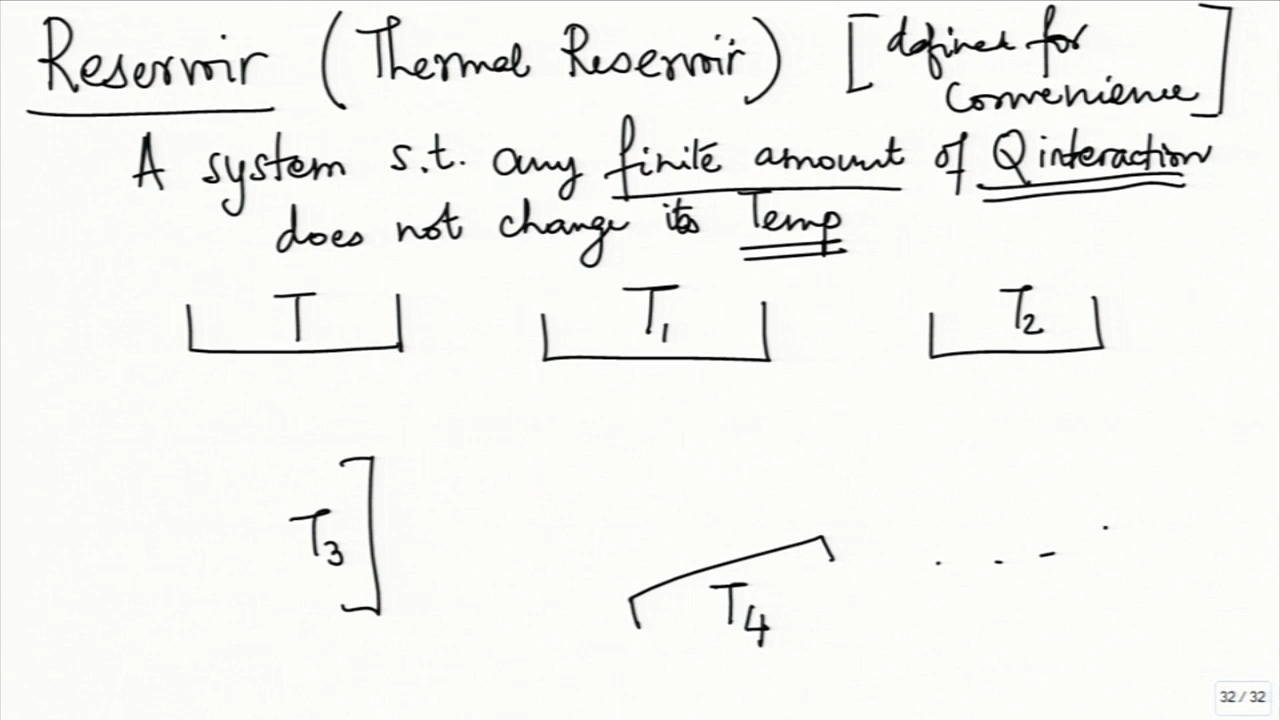 Reservoir (Thermal Reservoir) [defined for
convenience]
A system s.t. any finite amount of Q interaction
does not change its Temp
T T₁ T₂
T₃
T₄ . . - .
32 / 32